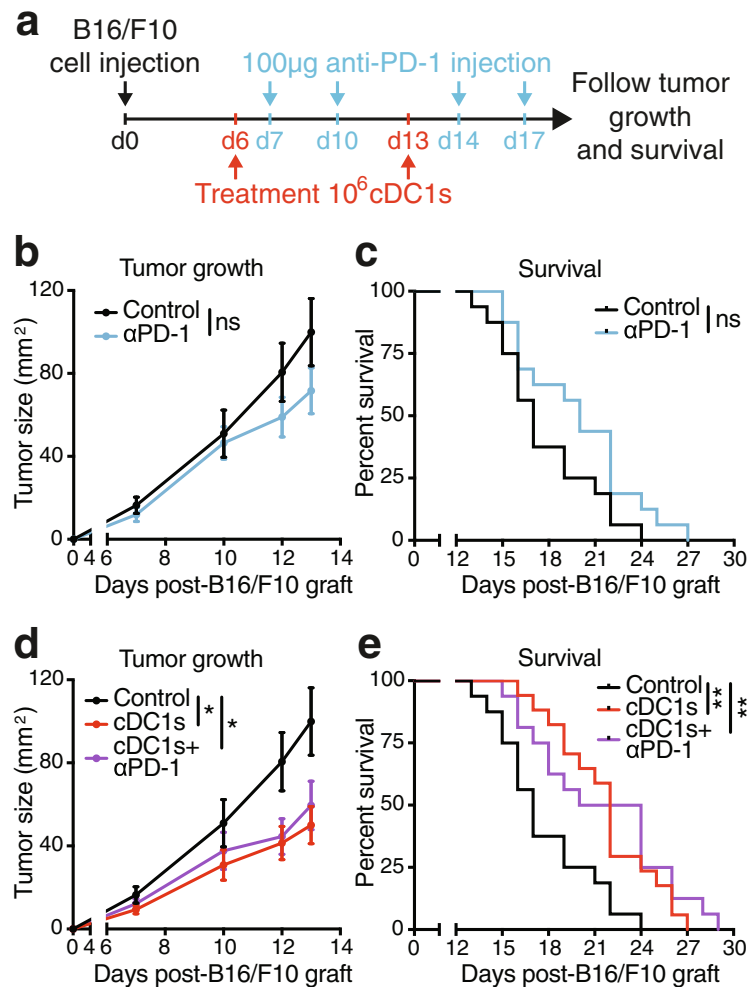 a
B16/F10
cell injection
100µg anti-PD-1 injection
Follow tumor
growth
and survival
d0
d6
d7
d10
d13
d14
d17
Treatment 10⁶cDC1s
b
Tumor growth
Control
αPD-1
ns
Tumor size (mm²)
120
80
40
0
0 4 6 8 10 12 14
Days post-B16/F10 graft
c
Survival
Control
αPD-1
ns
Percent survival
100
75
50
25
0
0 12 15 18 21 24 27 30
Days post-B16/F10 graft
d
Tumor growth
Control
cDC1s
cDC1s+
αPD-1
*
*
Tumor size (mm²)
120
80
40
0
0 4 6 8 10 12 14
Days post-B16/F10 graft
e
Survival
Control
cDC1s
cDC1s+
αPD-1
**
**
Percent survival
100
75
50
25
0
0 12 15 18 21 24 27 30
Days post-B16/F10 graft